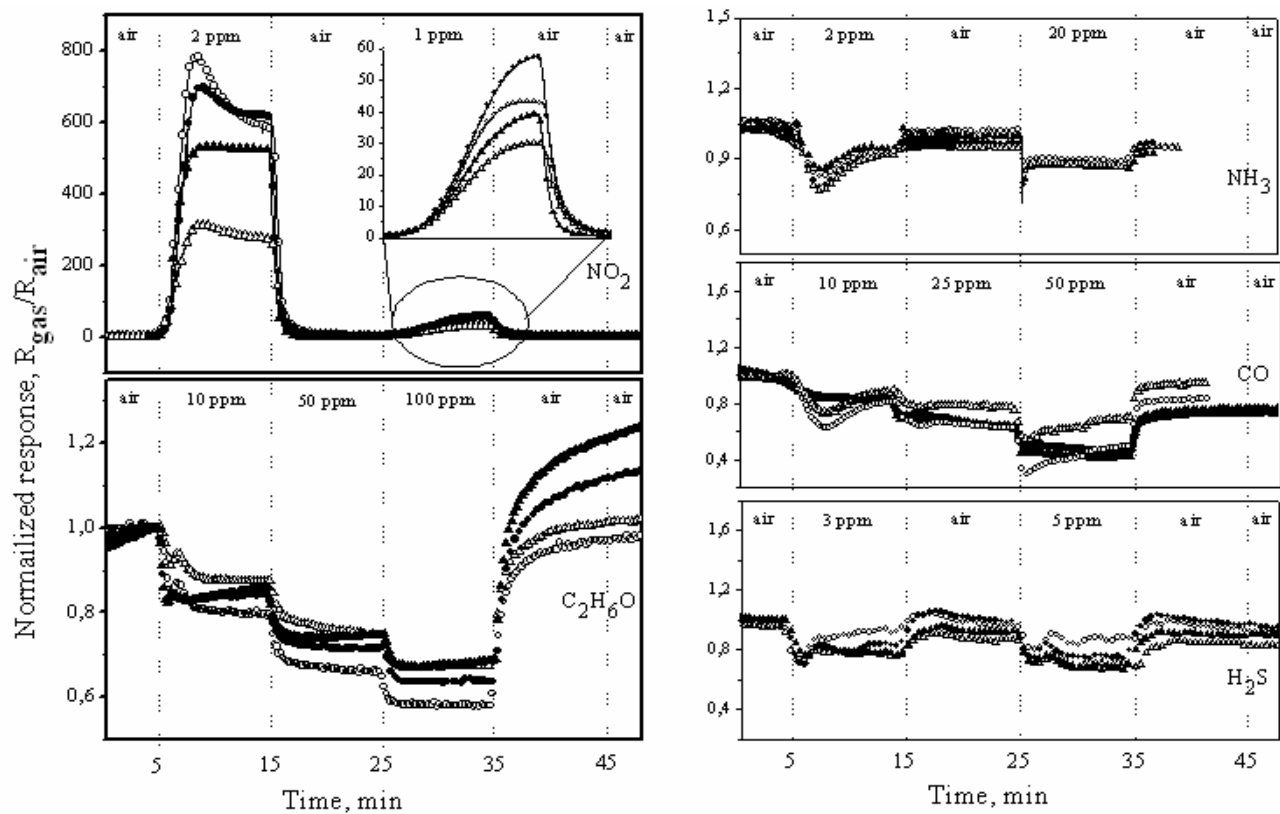 Normalized response, R_gas/R_air
air 2 ppm air 1 ppm air air
800
600
400
200
0
60
50
40
30
20
10
0
NO2
air 10 ppm 50 ppm 100 ppm air air
1,2
1,0
0,8
0,6
C2H6O
5 15 25 35 45
Time, min
1,5
1,2
0,9
0,6
air 2 ppm air 20 ppm air
NH3
1,6
1,2
0,8
0,4
air 10 ppm 25 ppm 50 ppm air air
CO
1,6
1,2
0,8
0,4
air 3 ppm air 5 ppm air air
H2S
5 15 25 35 45
Time, min